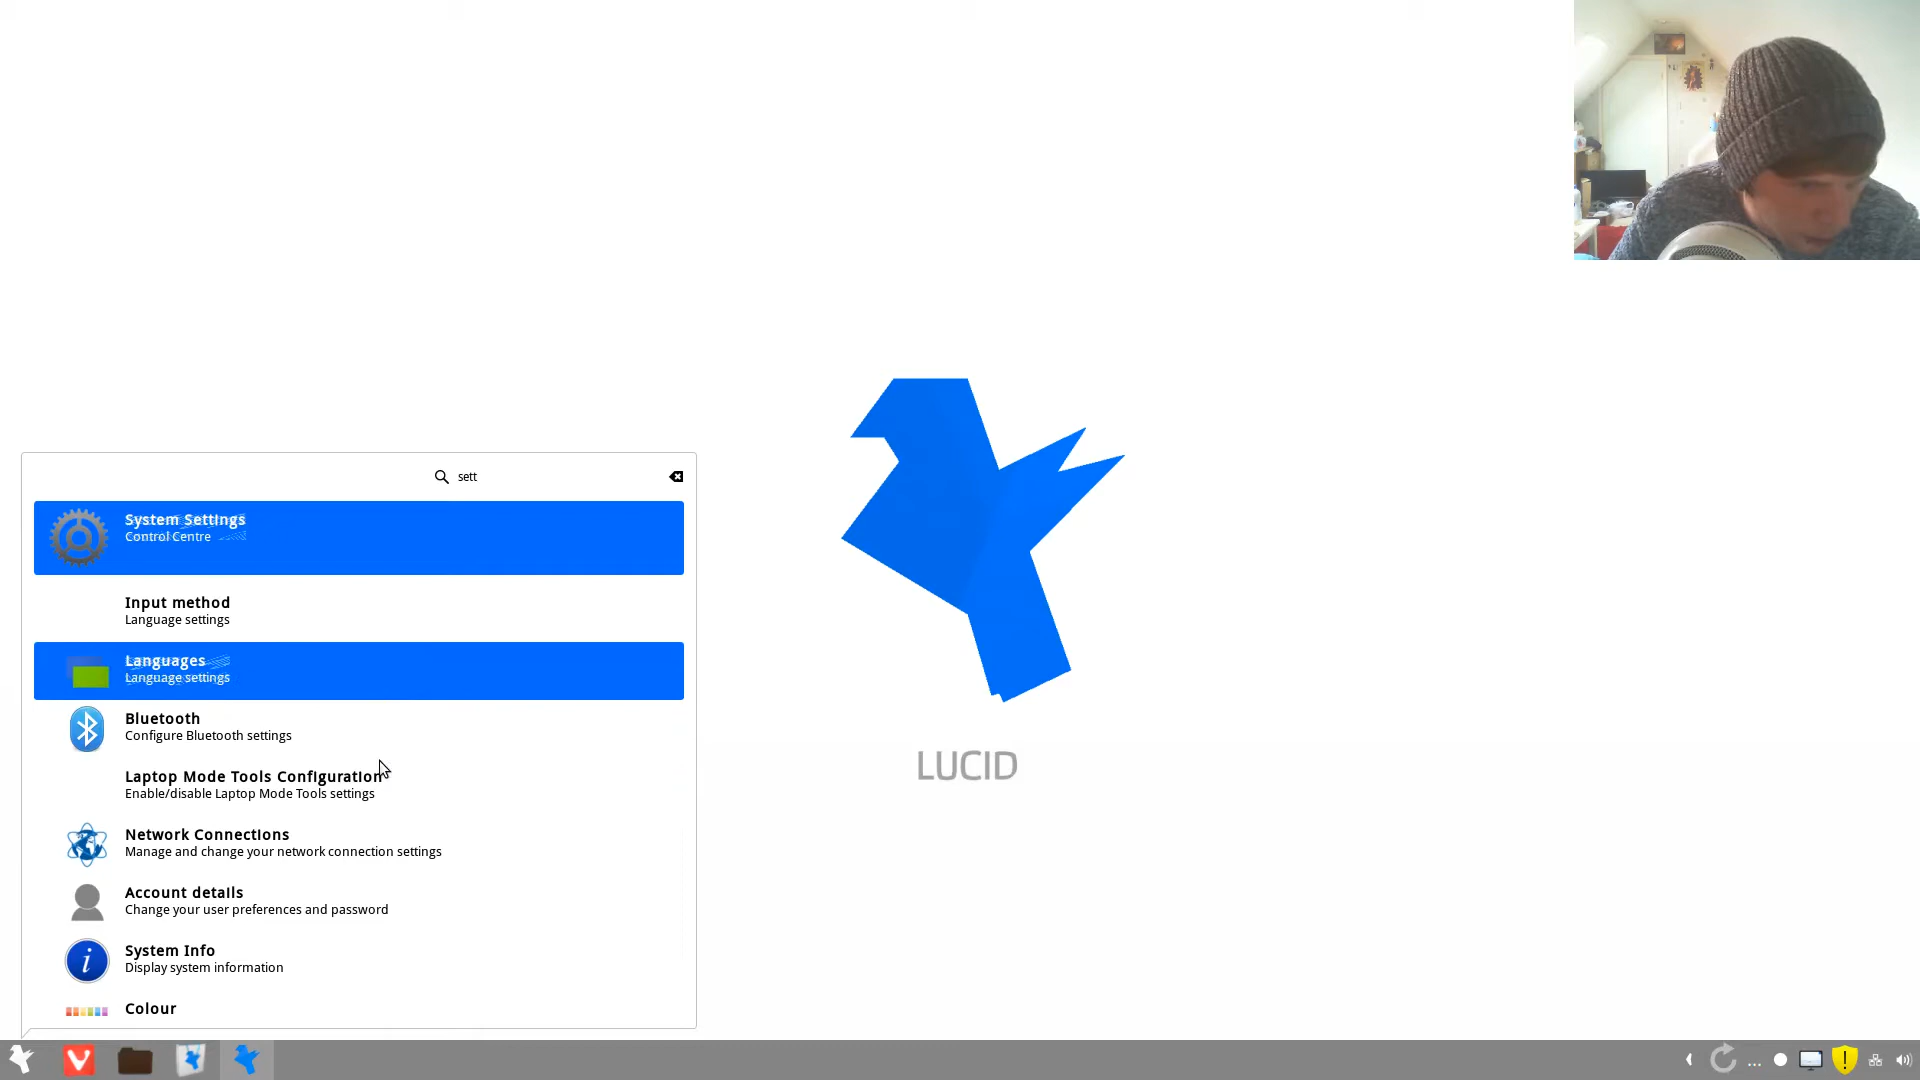 sett
System Settings
Control Centre
Input method
Language settings
Languages
Language settings
Bluetooth
Configure Bluetooth settings
Laptop Mode Tools Configuration
Enable/disable Laptop Mode Tools settings
Network Connections
Manage and change your network connection settings
Account details
Change your user preferences and password
System Info
Display system information
Colour
LUCID
...